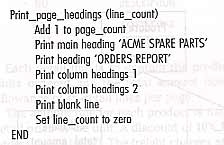 Print_page_headings (line_count)
Add 1 to page_count
Print main heading 'ACME SPARE PARTS'
Print heading 'ORDERS REPORT'
Print column headings 1
Print column headings 2
Print blank line
Set line_count to zero
END